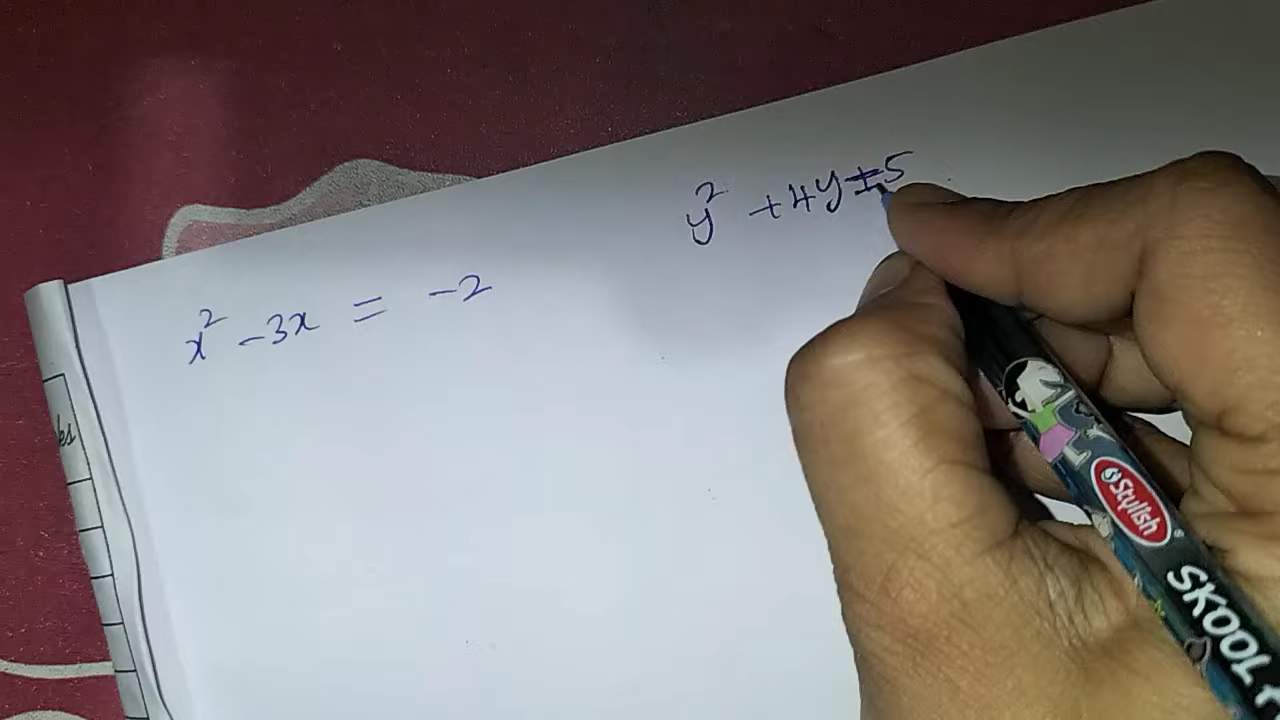 y² + 4y = 5
x² - 3x = -2
Stylish
SKOOL